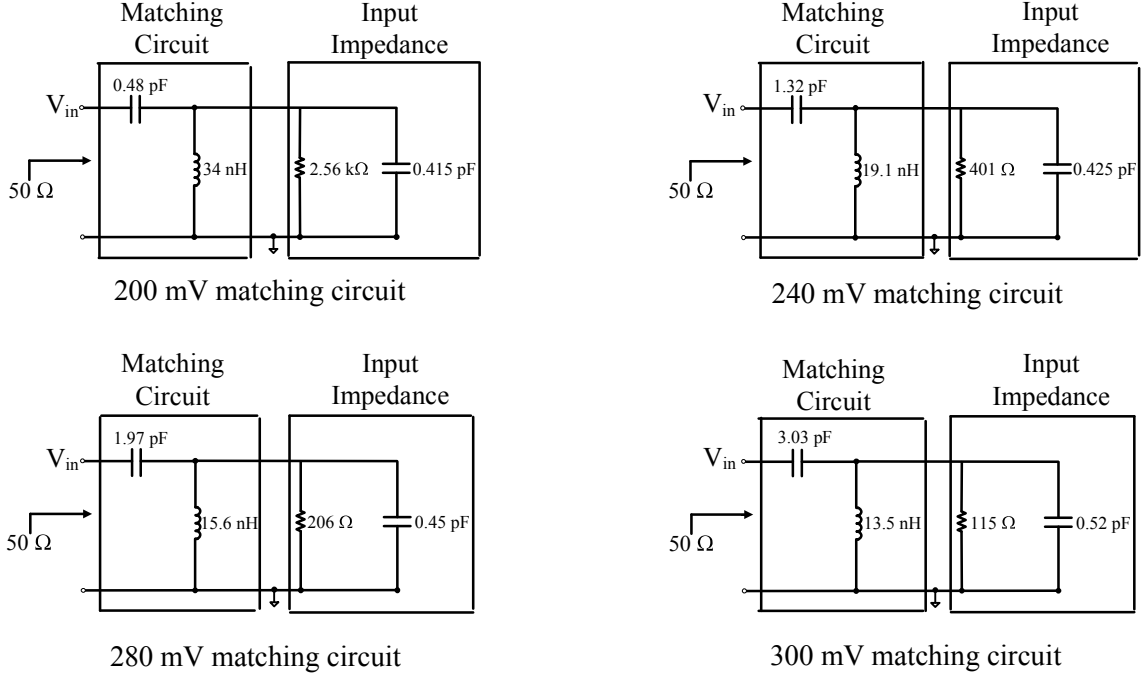 Matching
Circuit
Input
Impedance
0.48 pF
Vin
34 nH
2.56 kΩ
0.415 pF
50 Ω
200 mV matching circuit
Matching
Circuit
Input
Impedance
1.32 pF
Vin
19.1 nH
401 Ω
0.425 pF
50 Ω
240 mV matching circuit
Matching
Circuit
Input
Impedance
1.97 pF
Vin
15.6 nH
206 Ω
0.45 pF
50 Ω
280 mV matching circuit
Matching
Circuit
Input
Impedance
3.03 pF
Vin
13.5 nH
115 Ω
0.52 pF
50 Ω
300 mV matching circuit